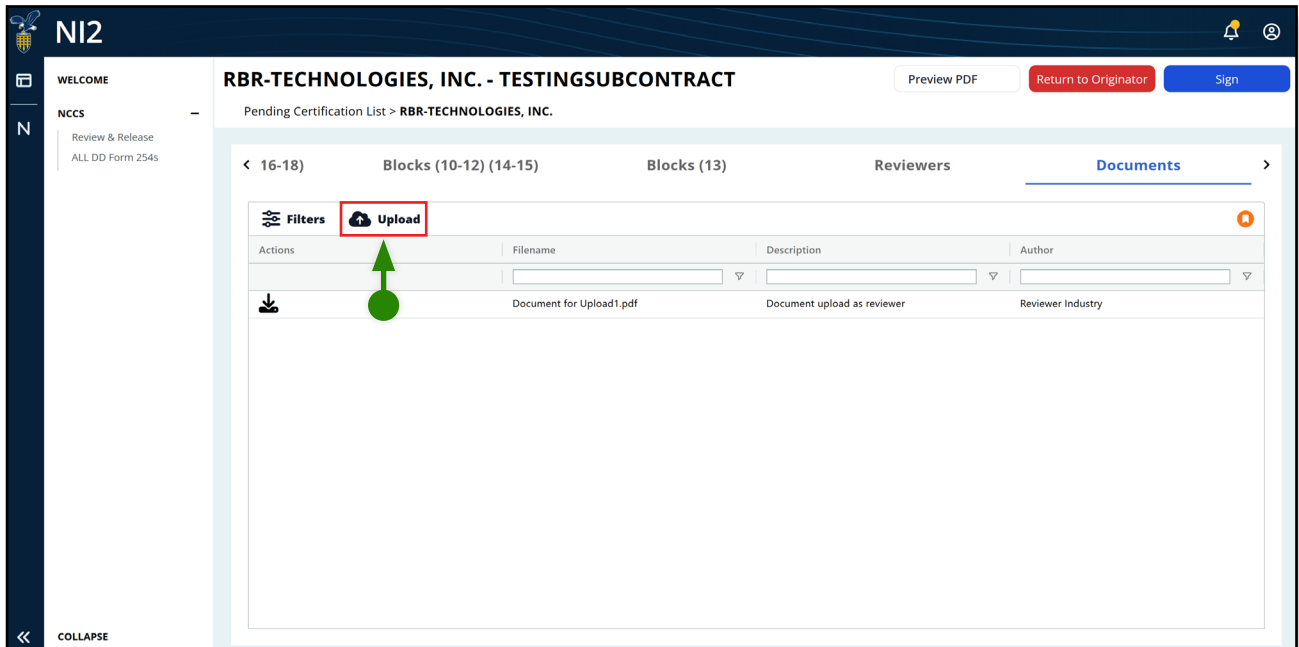 NI2
WELCOME
NCCS
Review & Release
ALL DD Form 254s
N
COLLAPSE
RBR-TECHNOLOGIES, INC. - TESTINGSUBCONTRACT
Preview PDF
Return to Originator
Sign
Pending Certification List > RBR-TECHNOLOGIES, INC.
16-18) Blocks (10-12) (14-15) Blocks (13) Reviewers Documents
Filters Upload
Actions Filename Description Author
Document for Upload1.pdf Document upload as reviewer Reviewer Industry